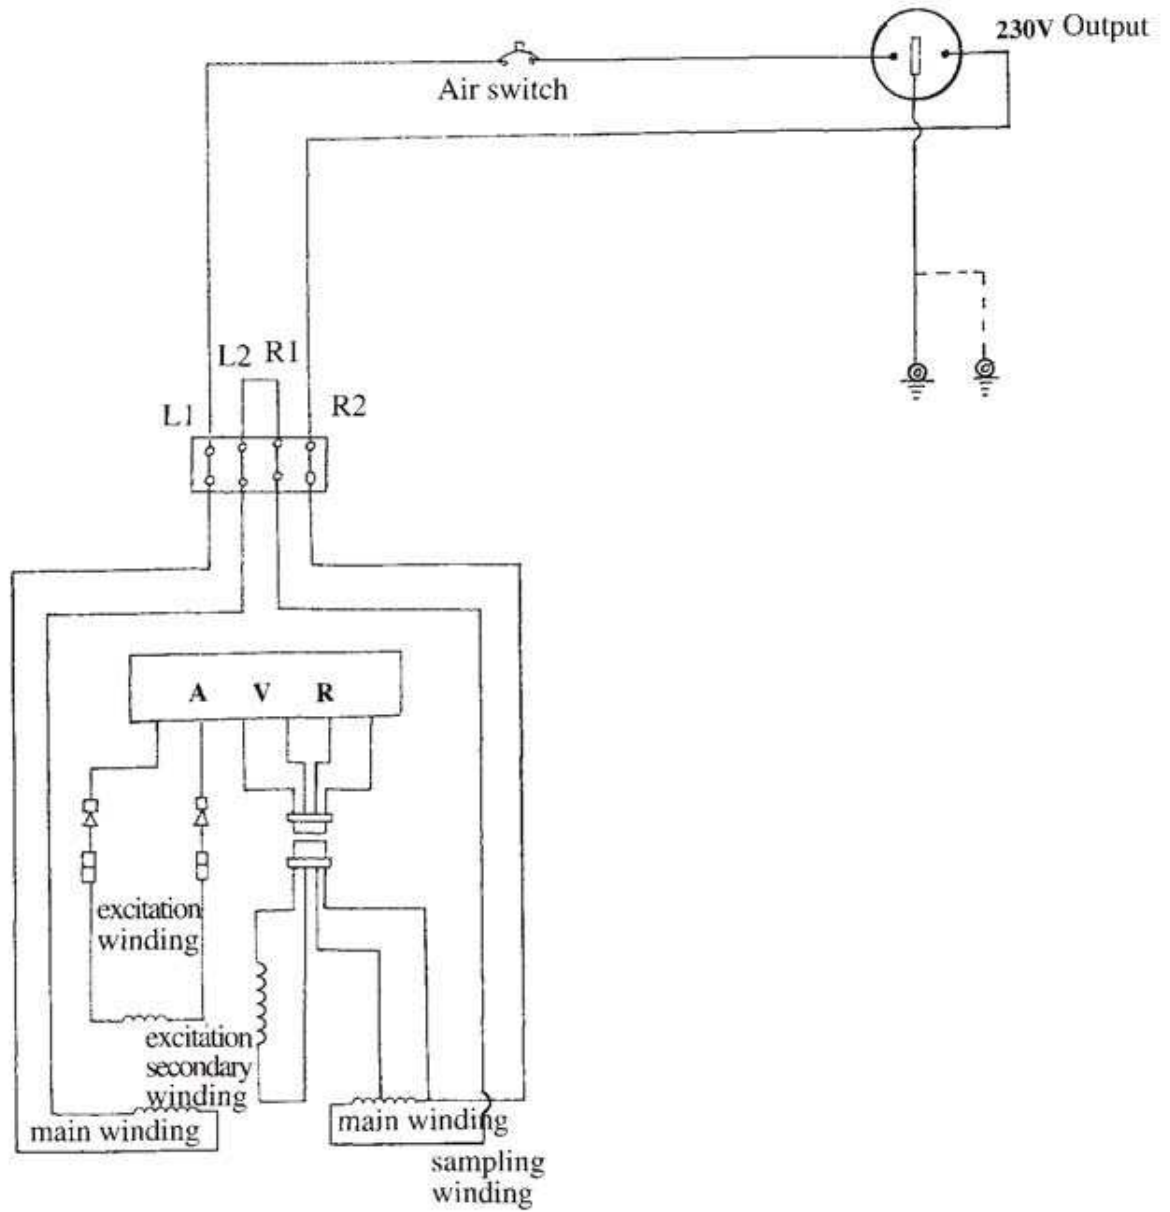 230V Output
Air switch
L2 R1
L1
R2
A V R
excitation
winding
excitation
secondary
winding
main winding
main winding
sampling
winding